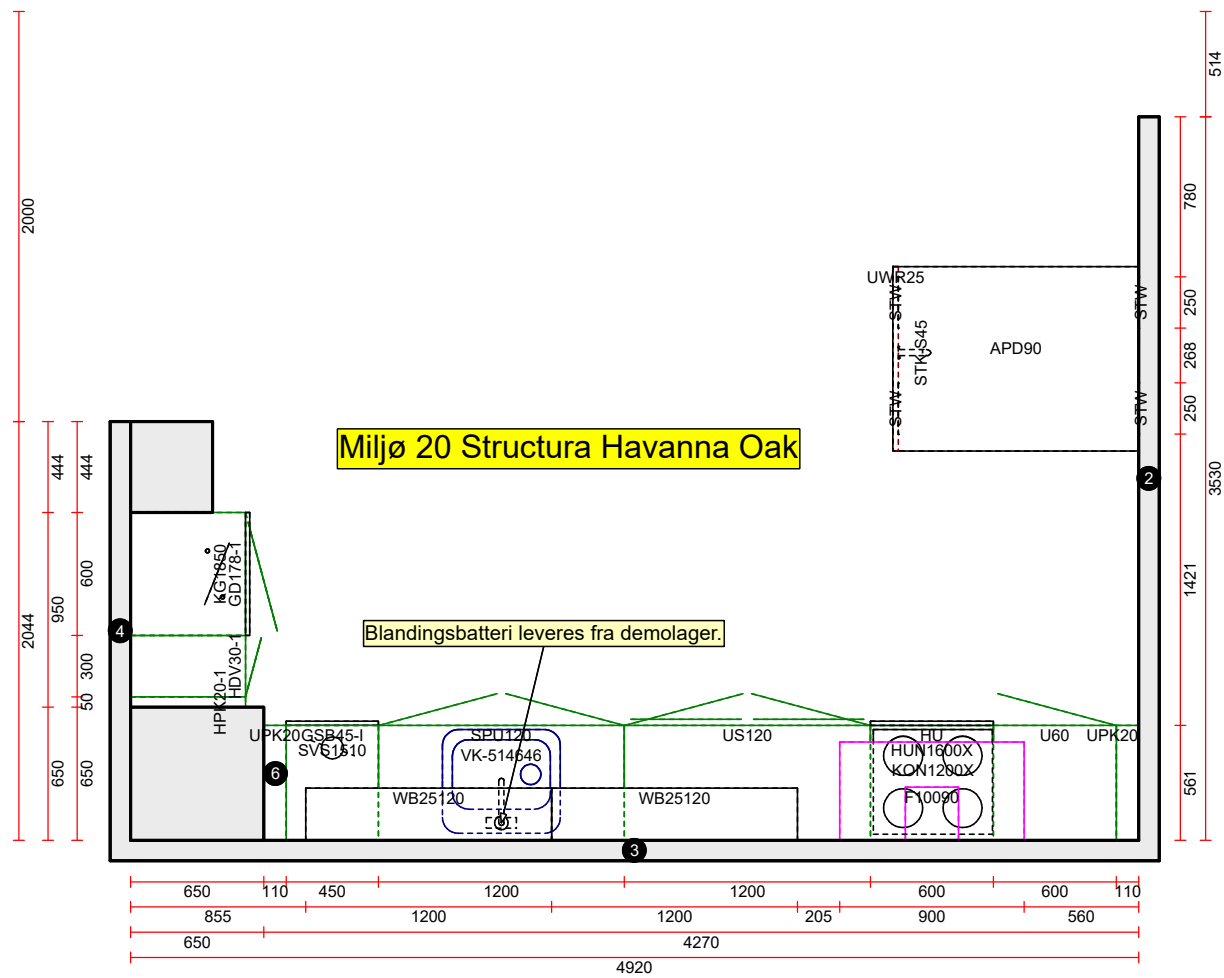 514
2000
780
UWR25
STW
STW
250
STK-S45
APD90
268
3530
STW
STW
250
Miljø 20 Structura Havanna Oak
444
444
2
KG1850
GD178-1
600
950
2044
1421
4
Blandingsbatteri leveres fra demolager.
HDV30-1
300
HPK20-1
50
UPK20
GSB45-I
SVS1510
SPU120
VK-514646
US120
HU
HUN1600X
KON1200X
F10090
U60
UPK20
650
650
6
561
WB25120
WB25120
3
650
110
450
1200
1200
600
600
110
855
1200
1200
205
900
560
650
4270
4920